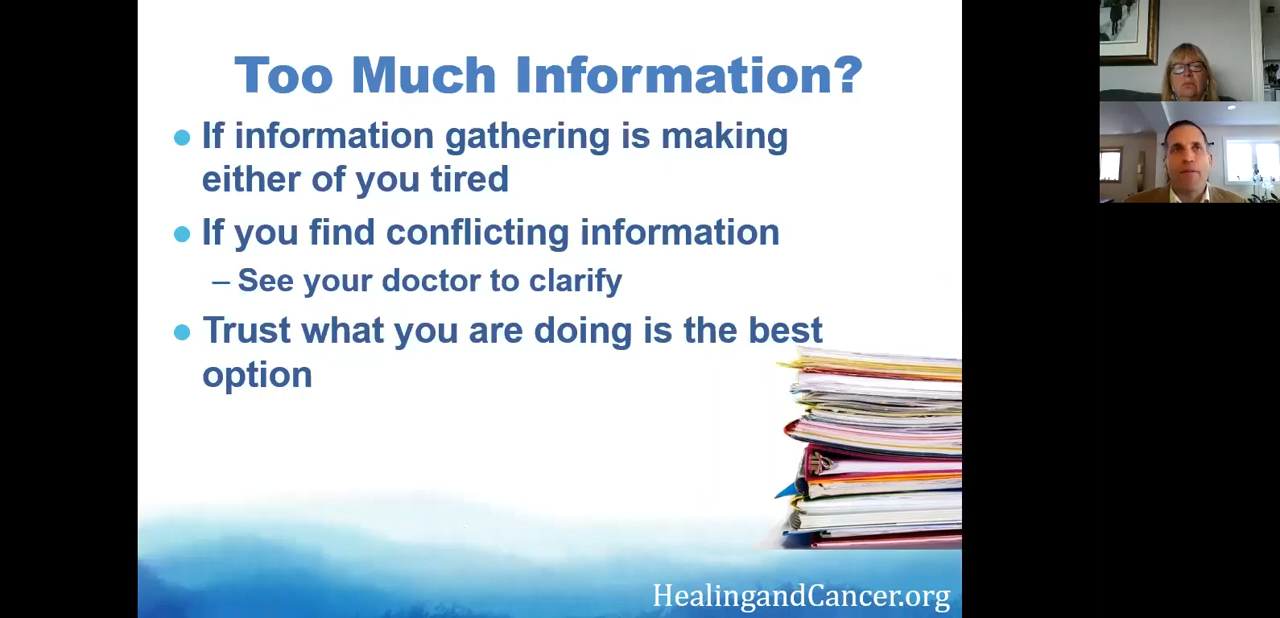 Too Much Information?
● If information gathering is making
either of you tired
● If you find conflicting information
– See your doctor to clarify
● Trust what you are doing is the best
option
HealingandCancer.org